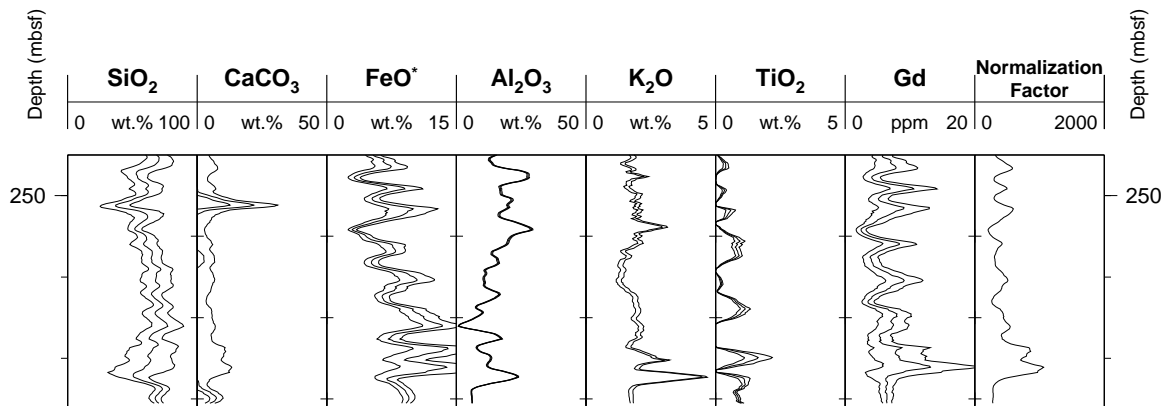 Depth (mbsf)
SiO₂ CaCO₃ FeO* Al₂O₃ K₂O TiO₂ Gd Normalization Factor
0 wt.% 100 0 50 0 wt.% 15 0 wt.% 50 0 wt.% 5 0 wt.% 5 0 ppm 20 0 2000
Depth (mbsf)
250 250